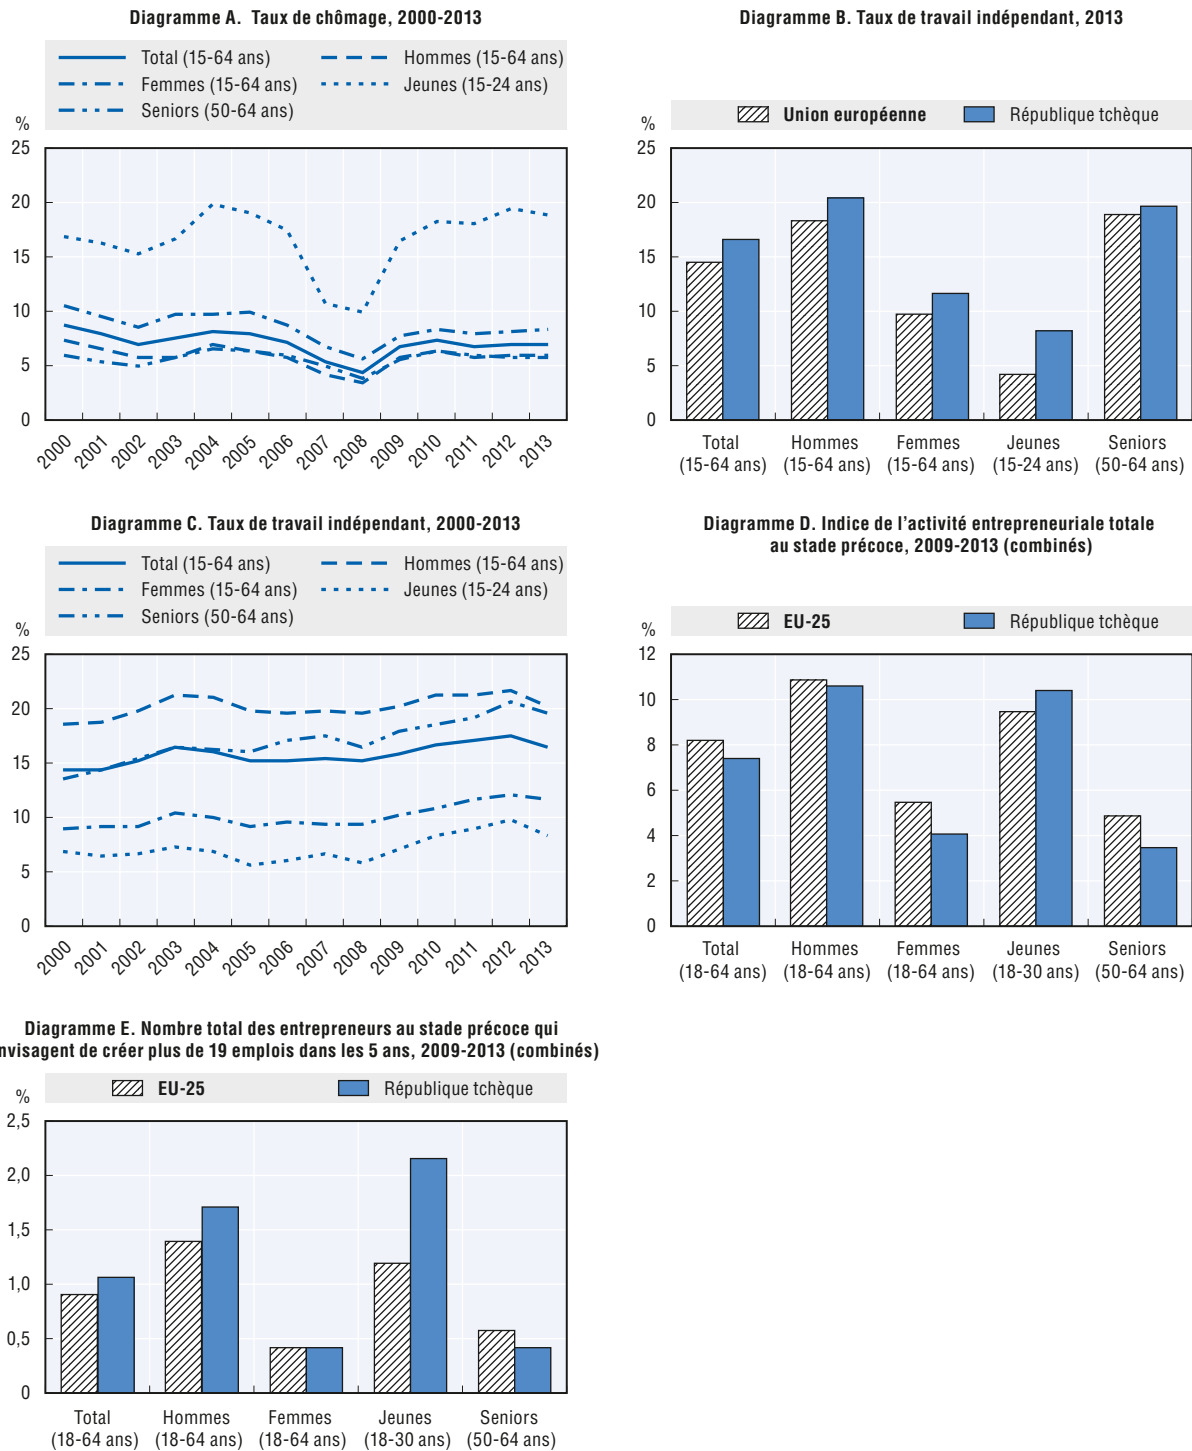 Diagramme A. Taux de chômage, 2000-2013
Total (15-64 ans)
Hommes (15-64 ans)
Femmes (15-64 ans)
Jeunes (15-24 ans)
Seniors (50-64 ans)
%
25
20
15
10
5
0
2000
2001
2002
2003
2004
2005
2006
2007
2008
2009
2010
2011
2012
2013
Diagramme B. Taux de travail indépendant, 2013
Union européenne
République tchèque
%
25
20
15
10
5
0
Total
(15-64 ans)
Hommes
(15-64 ans)
Femmes
(15-64 ans)
Jeunes
(15-24 ans)
Seniors
(50-64 ans)
Diagramme C. Taux de travail indépendant, 2000-2013
Total (15-64 ans)
Hommes (15-64 ans)
Femmes (15-64 ans)
Jeunes (15-24 ans)
Seniors (50-64 ans)
%
25
20
15
10
5
0
2000
2001
2002
2003
2004
2005
2006
2007
2008
2009
2010
2011
2012
2013
Diagramme D. Indice de l'activité entrepreneuriale totale
au stade précoce, 2009-2013 (combinés)
EU-25
République tchèque
%
12
10
8
6
4
2
0
Total
(18-64 ans)
Hommes
(18-64 ans)
Femmes
(18-64 ans)
Jeunes
(18-30 ans)
Seniors
(50-64 ans)
Diagramme E. Nombre total des entrepreneurs au stade précoce qui
nvisagent de créer plus de 19 emplois dans les 5 ans, 2009-2013 (combinés)
EU-25
République tchèque
%
2,5
2,0
1,5
1,0
0,5
0
Total
(18-64 ans)
Hommes
(18-64 ans)
Femmes
(18-64 ans)
Jeunes
(18-30 ans)
Seniors
(50-64 ans)